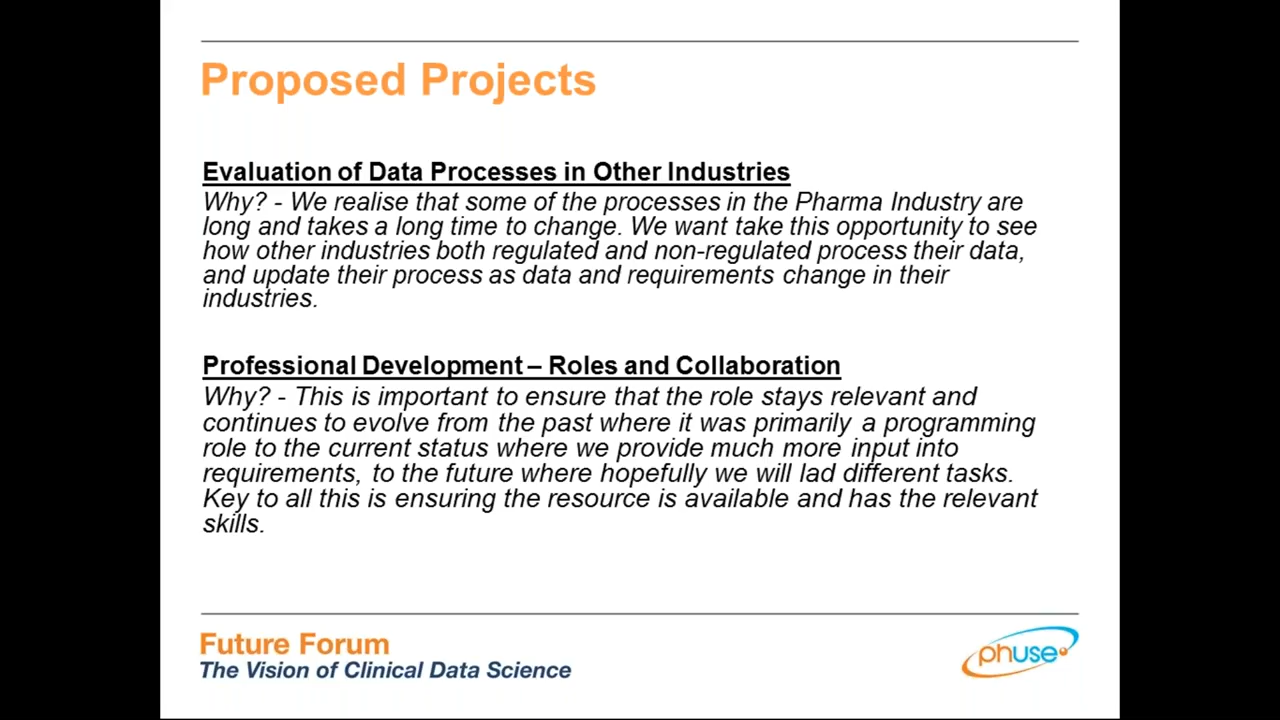 Proposed Projects
Evaluation of Data Processes in Other Industries
Why? - We realise that some of the processes in the Pharma Industry are
long and takes a long time to change. We want take this opportunity to see
how other industries both regulated and non-regulated process their data,
and update their process as data and requirements change in their
industries.
Professional Development – Roles and Collaboration
Why? - This is important to ensure that the role stays relevant and
continues to evolve from the past where it was primarily a programming
role to the current status where we provide much more input into
requirements, to the future where hopefully we will lad different tasks.
Key to all this is ensuring the resource is available and has the relevant
skills.
Future Forum
The Vision of Clinical Data Science
phuse